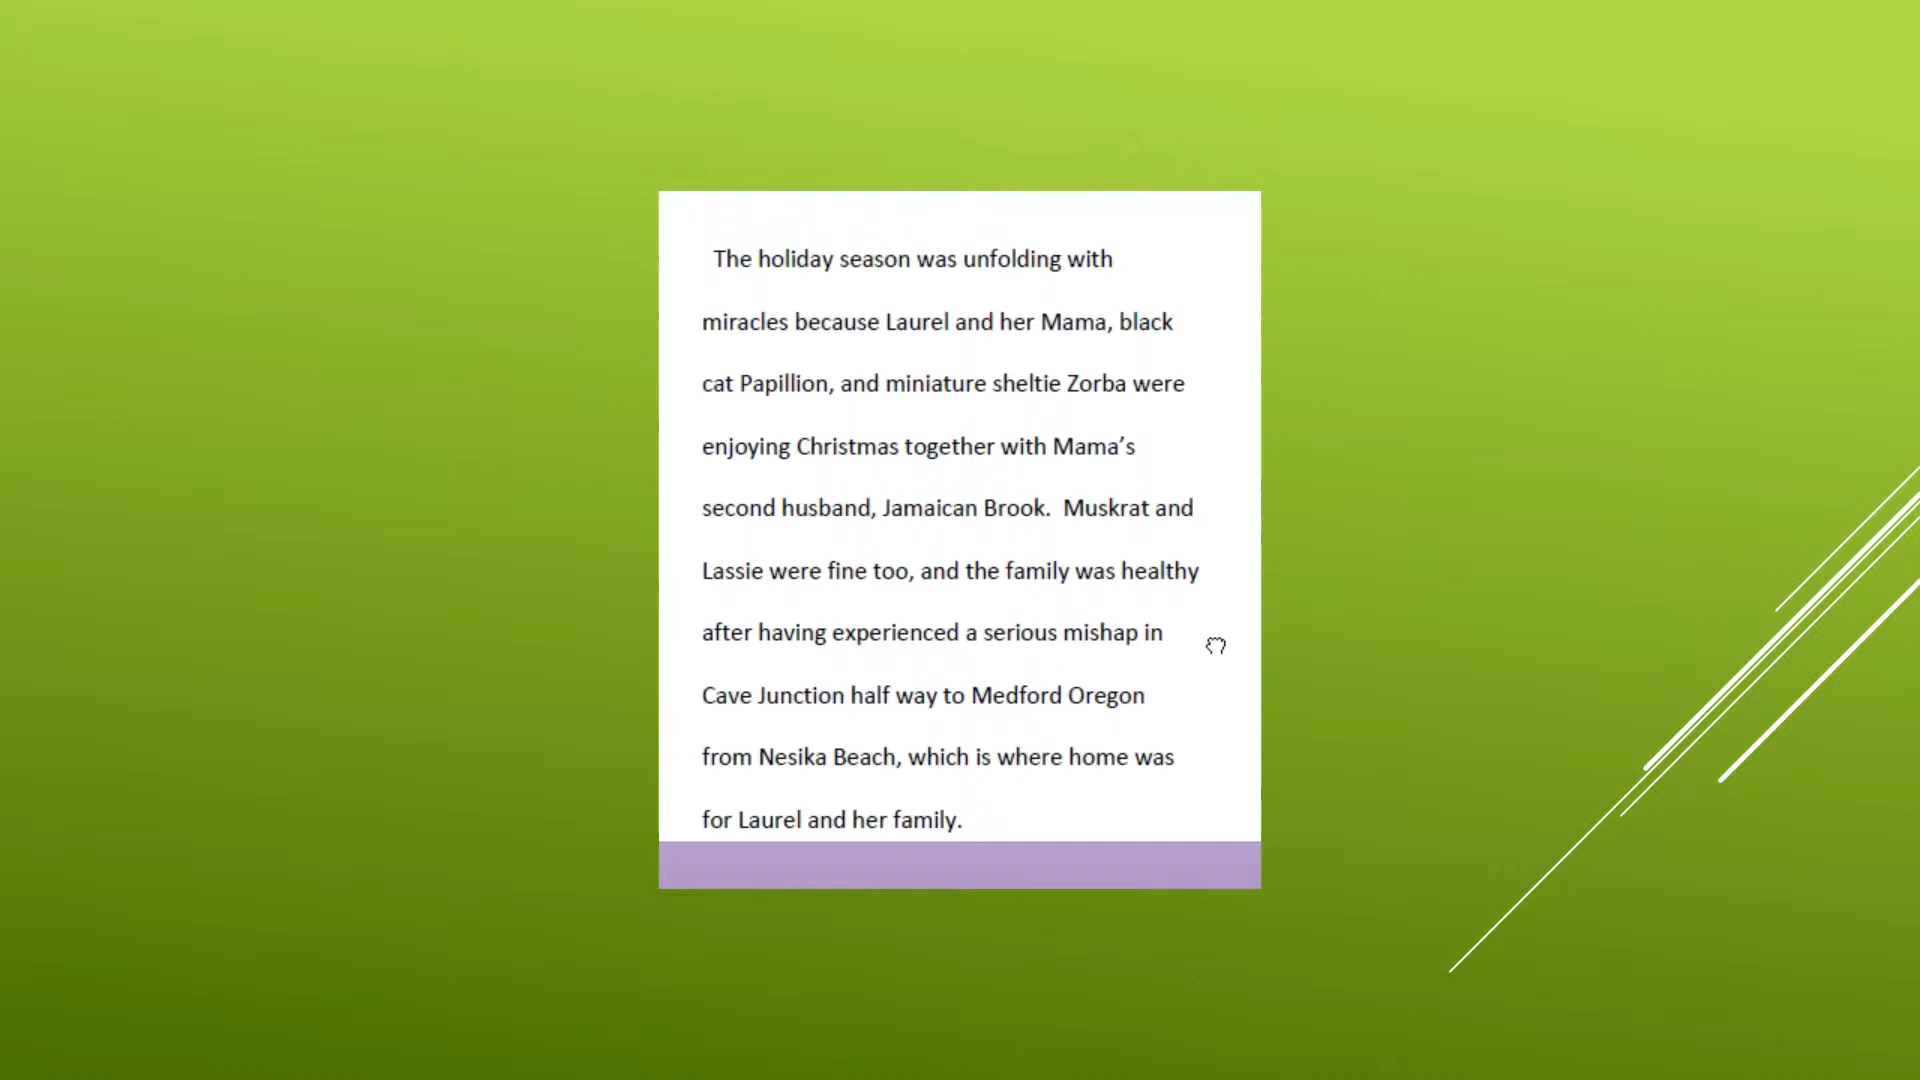 The holiday season was unfolding with
miracles because Laurel and her Mama, black
cat Papillion, and miniature sheltie Zorba were
enjoying Christmas together with Mama’s
second husband, Jamaican Brook.  Muskrat and
Lassie were fine too, and the family was healthy
after having experienced a serious mishap in
Cave Junction half way to Medford Oregon
from Nesika Beach, which is where home was
for Laurel and her family.